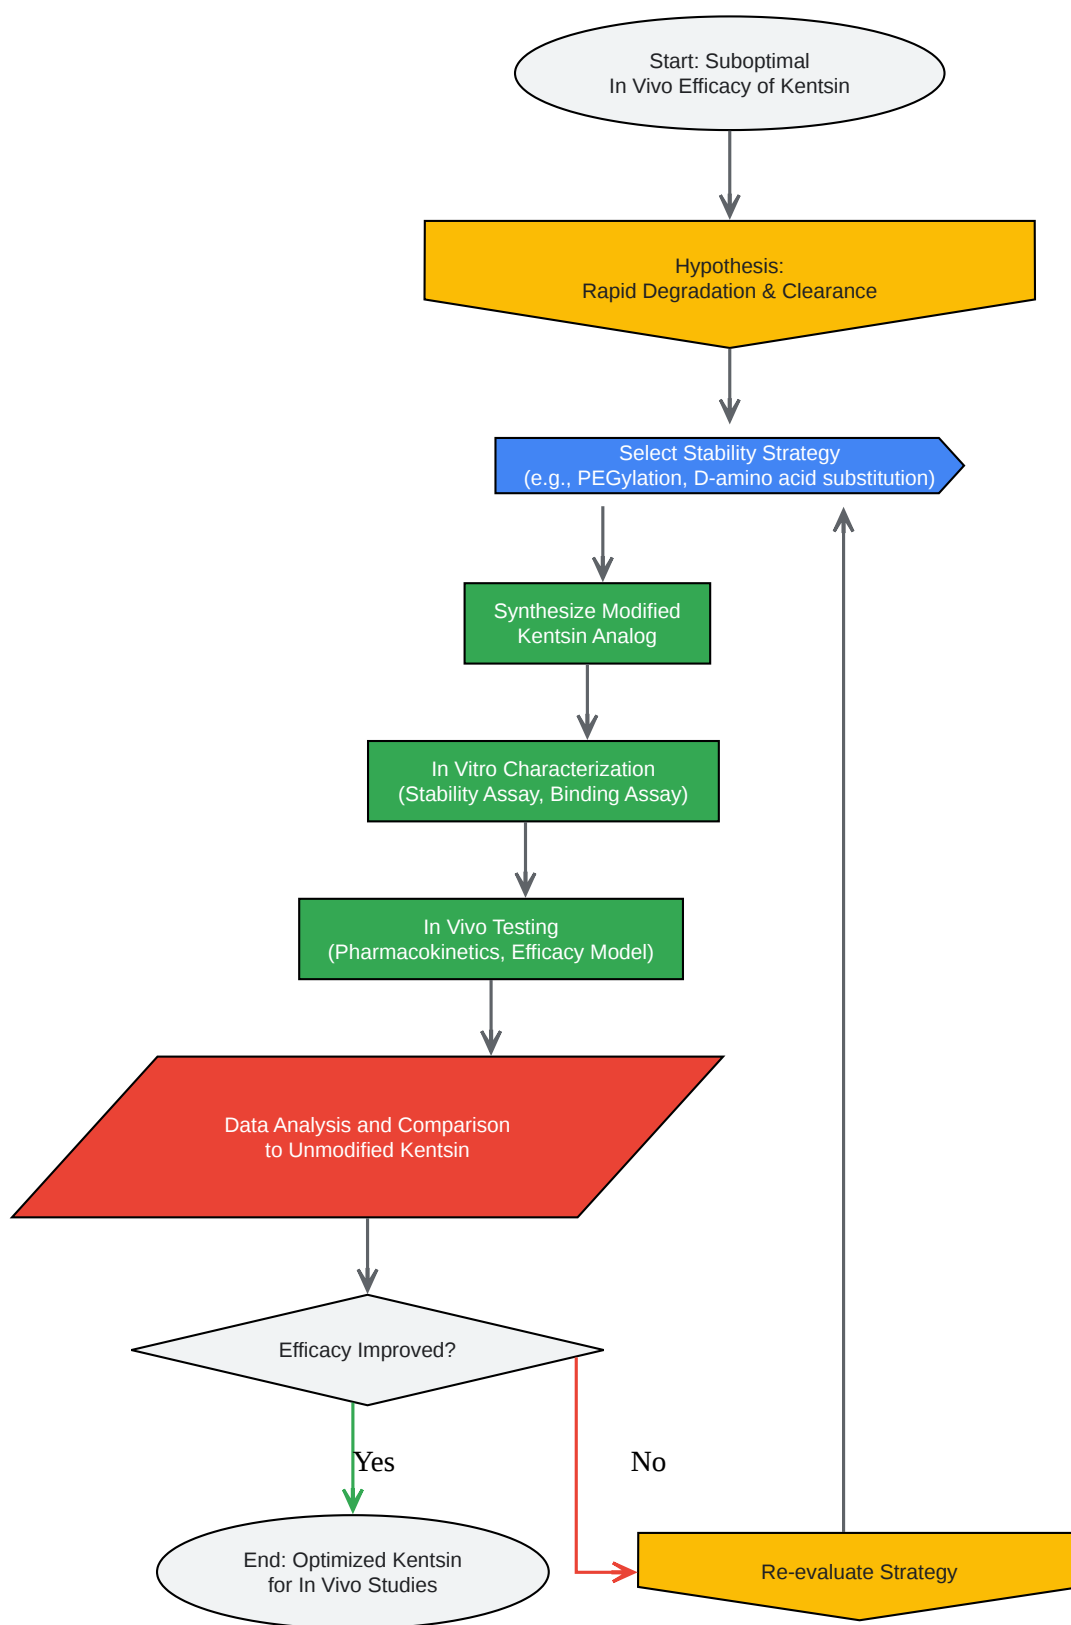 Start: Suboptimal
In Vivo Efficacy of Kentsin
Hypothesis:
Rapid Degradation & Clearance
Select Stability Strategy
(e.g., PEGylation, D-amino acid substitution)
Synthesize Modified
Kentsin Analog
In Vitro Characterization
(Stability Assay, Binding Assay)
In Vivo Testing
(Pharmacokinetics, Efficacy Model)
Data Analysis and Comparison
to Unmodified Kentsin
Efficacy Improved?
Yes
No
End: Optimized Kentsin
for In Vivo Studies
Re-evaluate Strategy